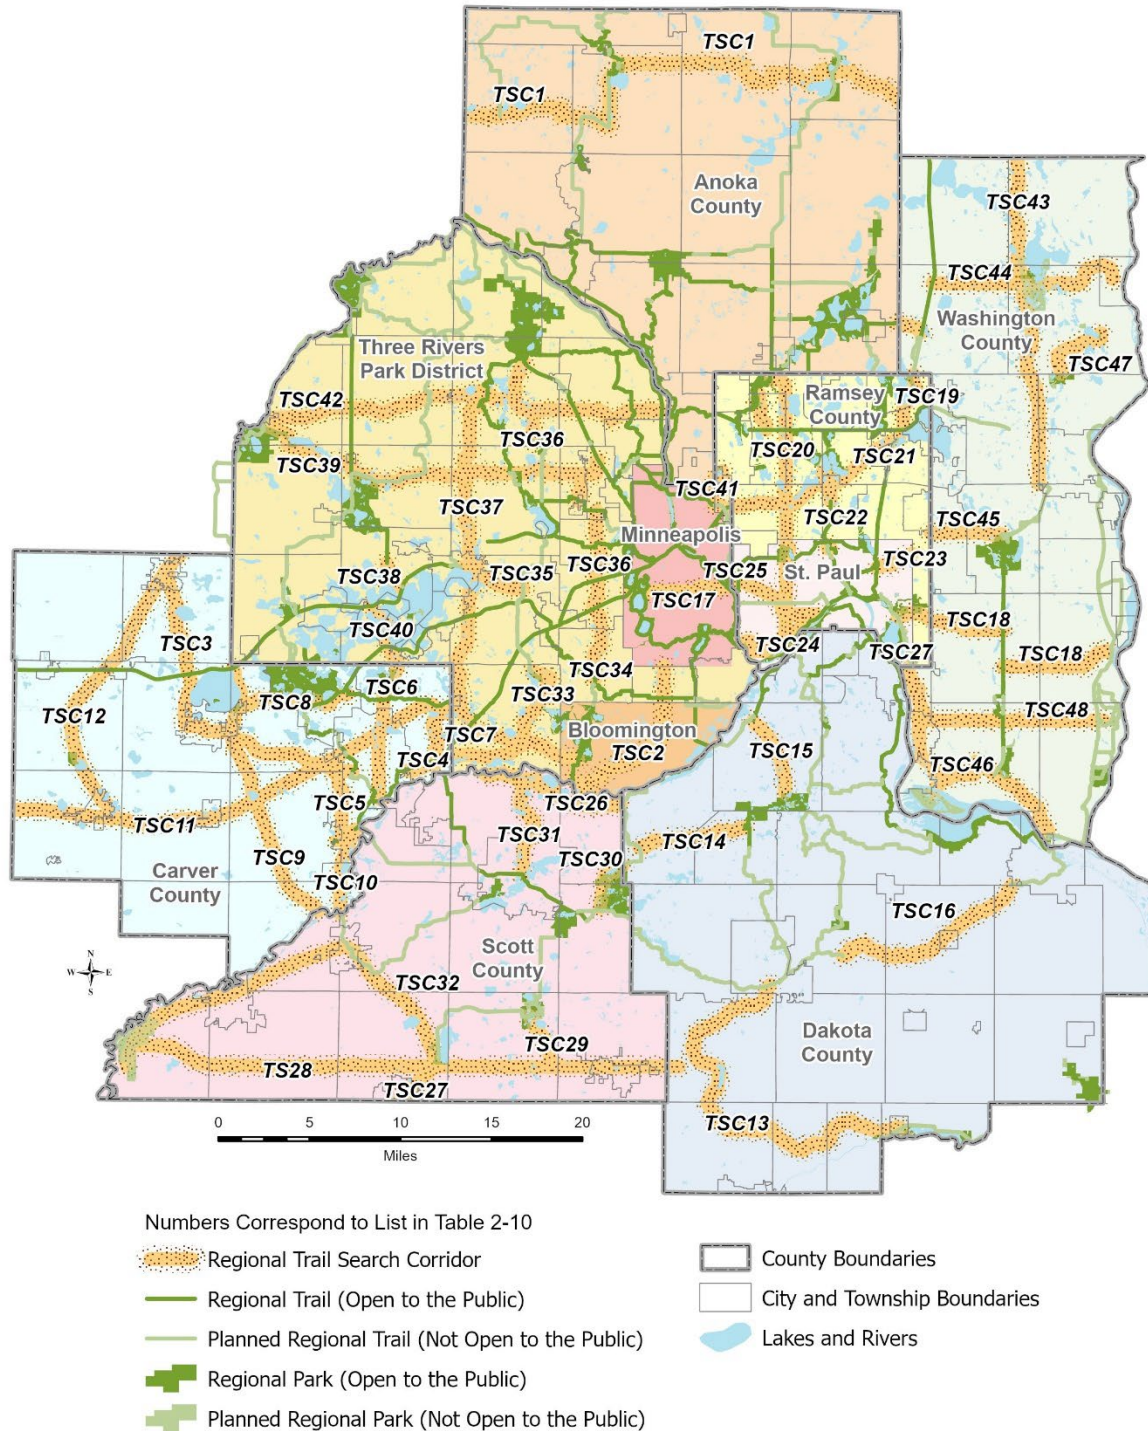 TSC1
TSC1
Anoka
County
TSC43
TSC44
Washington
County
TSC47
Three Rivers
Park District
TSC42
TSC36
TSC39
TSC37
Ramsey
County
TSC19
TSC20
TSC21
TSC41
TSC22
Minneapolis
TSC45
TSC38
TSC35
TSC36
TSC25
St. Paul
TSC23
TSC17
TSC40
TSC3
TSC24
TSC27
TSC18
TSC18
TSC34
TSC6
TSC8
TSC33
TSC12
TSC7
TSC4
Bloomington
TSC2
TSC15
TSC48
TSC46
TSC5
TSC26
TSC11
TSC31
TSC14
TSC9
TSC30
Carver
County
TSC10
TSC16
Scott
County
N
W E
S
TSC32
TSC29
Dakota
County
TS28
TSC27
TSC13
0 5 10 15 20
Miles
Numbers Correspond to List in Table 2-10
Regional Trail Search Corridor
Regional Trail (Open to the Public)
Planned Regional Trail (Not Open to the Public)
Regional Park (Open to the Public)
Planned Regional Park (Not Open to the Public)
County Boundaries
City and Township Boundaries
Lakes and Rivers